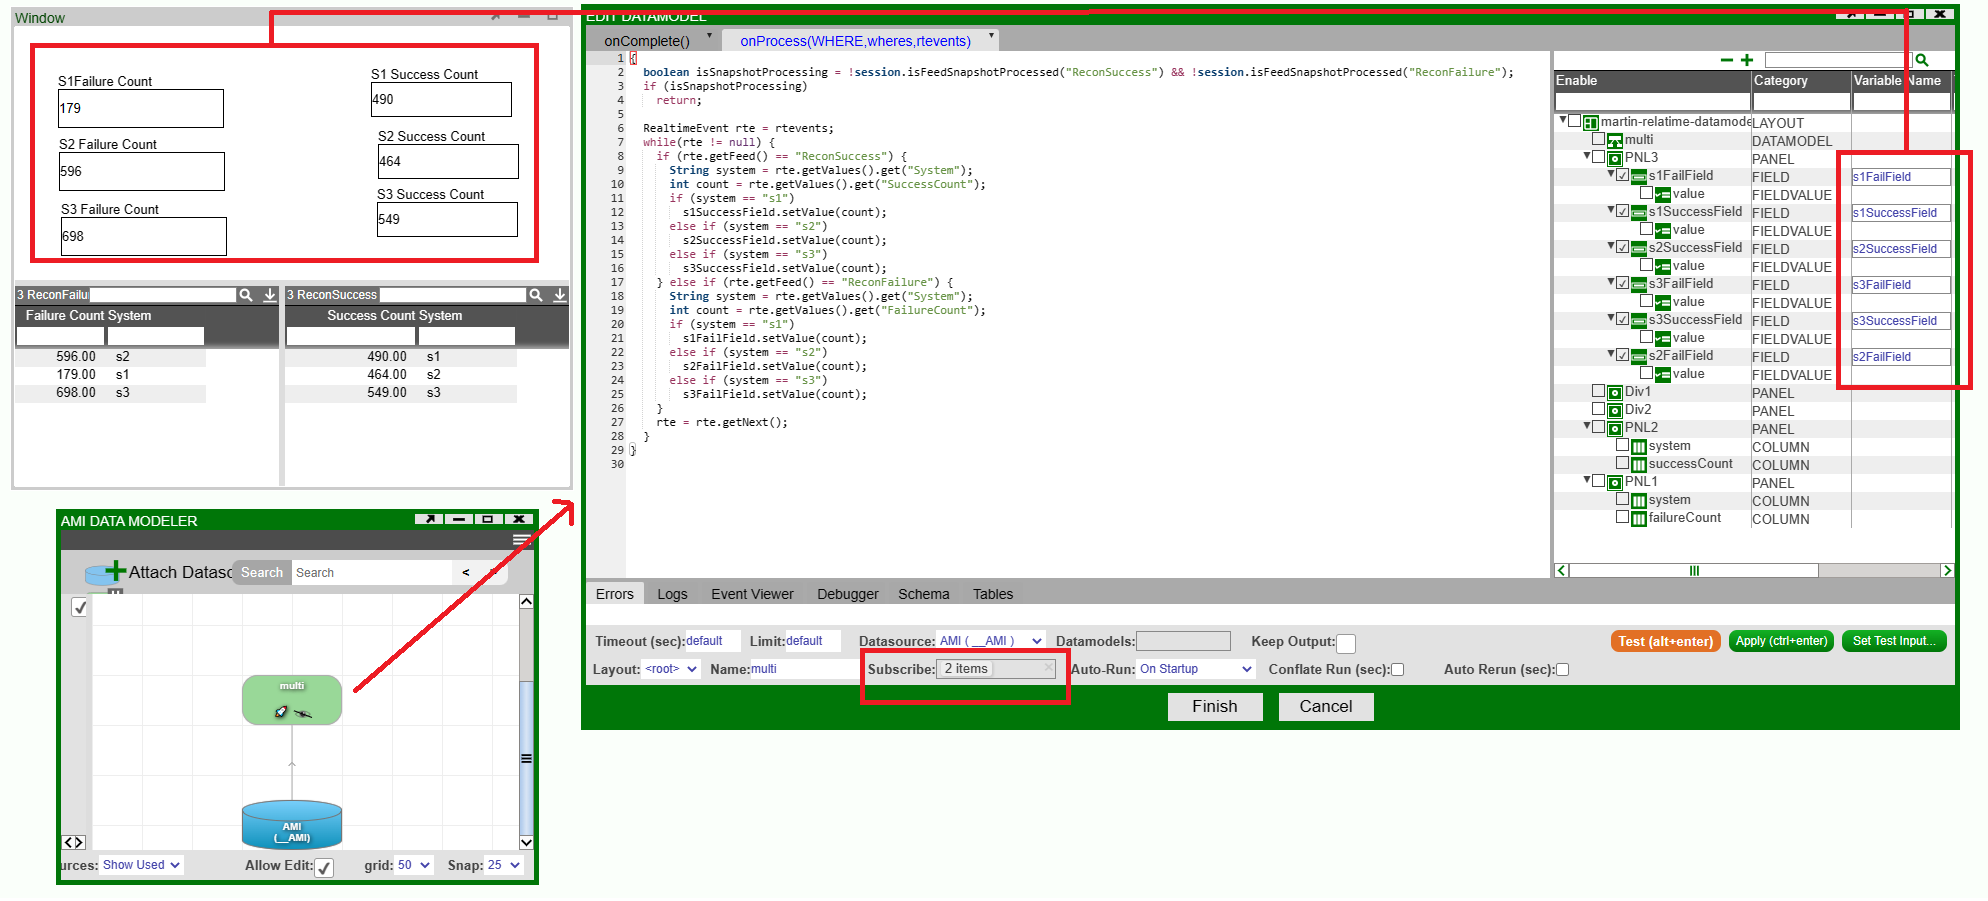 Window
S1Failure Count
179
S2 Failure Count
596
S3 Failure Count
698
S1 Success Count
490
S2 Success Count
464
S3 Success Count
549
3 ReconFailu
Failure Count System
596.00 s2
179.00 s1
698.00 s3
3 ReconSuccess
Success Count System
490.00 s1
464.00 s2
549.00 s3
AMI DATA MODELER
Attach Datasc
Search
Search
<
multi
AMI
(__AMI)
urces: Show Used
Allow Edit:
grid: 50
Snap: 25
EDIT DATAMODEL
onComplete()
onProcess(WHERE,wheres,rtevents)
1 {
2 boolean isSnapshotProcessing = !session.isFeedSnapshotProcessed("ReconSuccess") && !session.isFeedSnapshotProcessed("ReconFailure");
3 if (isSnapshotProcessing)
4 return;
5
6 RealtimeEvent rte = rtevents;
7 while(rte != null) {
8 if (rte.getFeed() == "ReconSuccess") {
9 String system = rte.getValues().get("System");
10 int count = rte.getValues().get("SuccessCount");
11 if (system == "s1")
12 s1SuccessField.setValue(count);
13 else if (system == "s2")
14 s2SuccessField.setValue(count);
15 else if (system == "s3")
16 s3SuccessField.setValue(count);
17 } else if (rte.getFeed() == "ReconFailure") {
18 String system = rte.getValues().get("System");
19 int count = rte.getValues().get("FailureCount");
20 if (system == "s1")
21 s1FailField.setValue(count);
22 else if (system == "s2")
23 s2FailField.setValue(count);
24 else if (system == "s3")
25 s3FailField.setValue(count);
26 }
27 rte = rte.getNext();
28 }
29 }
30
Enable Category Variable Name
martin-relatime-datamode LAYOUT
multi DATAMODEL
PNL3 PANEL
s1FailField FIELD s1FailField
value FIELDVALUE
s1SuccessField FIELD s1SuccessField
value FIELDVALUE
s2SuccessField FIELD s2SuccessField
value FIELDVALUE
s3FailField FIELD s3FailField
value FIELDVALUE
s3SuccessField FIELD s3SuccessField
value FIELDVALUE
s2FailField FIELD s2FailField
value FIELDVALUE
Div1 PANEL
Div2 PANEL
PNL2 PANEL
system COLUMN
successCount COLUMN
PNL1 PANEL
system COLUMN
failureCount COLUMN
Errors Logs Event Viewer Debugger Schema Tables
Timeout (sec): default Limit: default Datasource: AMI ( __AMI ) Datamodels: Keep Output: Test (alt+enter) Apply (ctrl+enter) Set Test Input...
Layout: <root> Name: multi Subscribe: 2 items Auto-Run: On Startup Conflate Run (sec): Auto Rerun (sec):
Finish Cancel